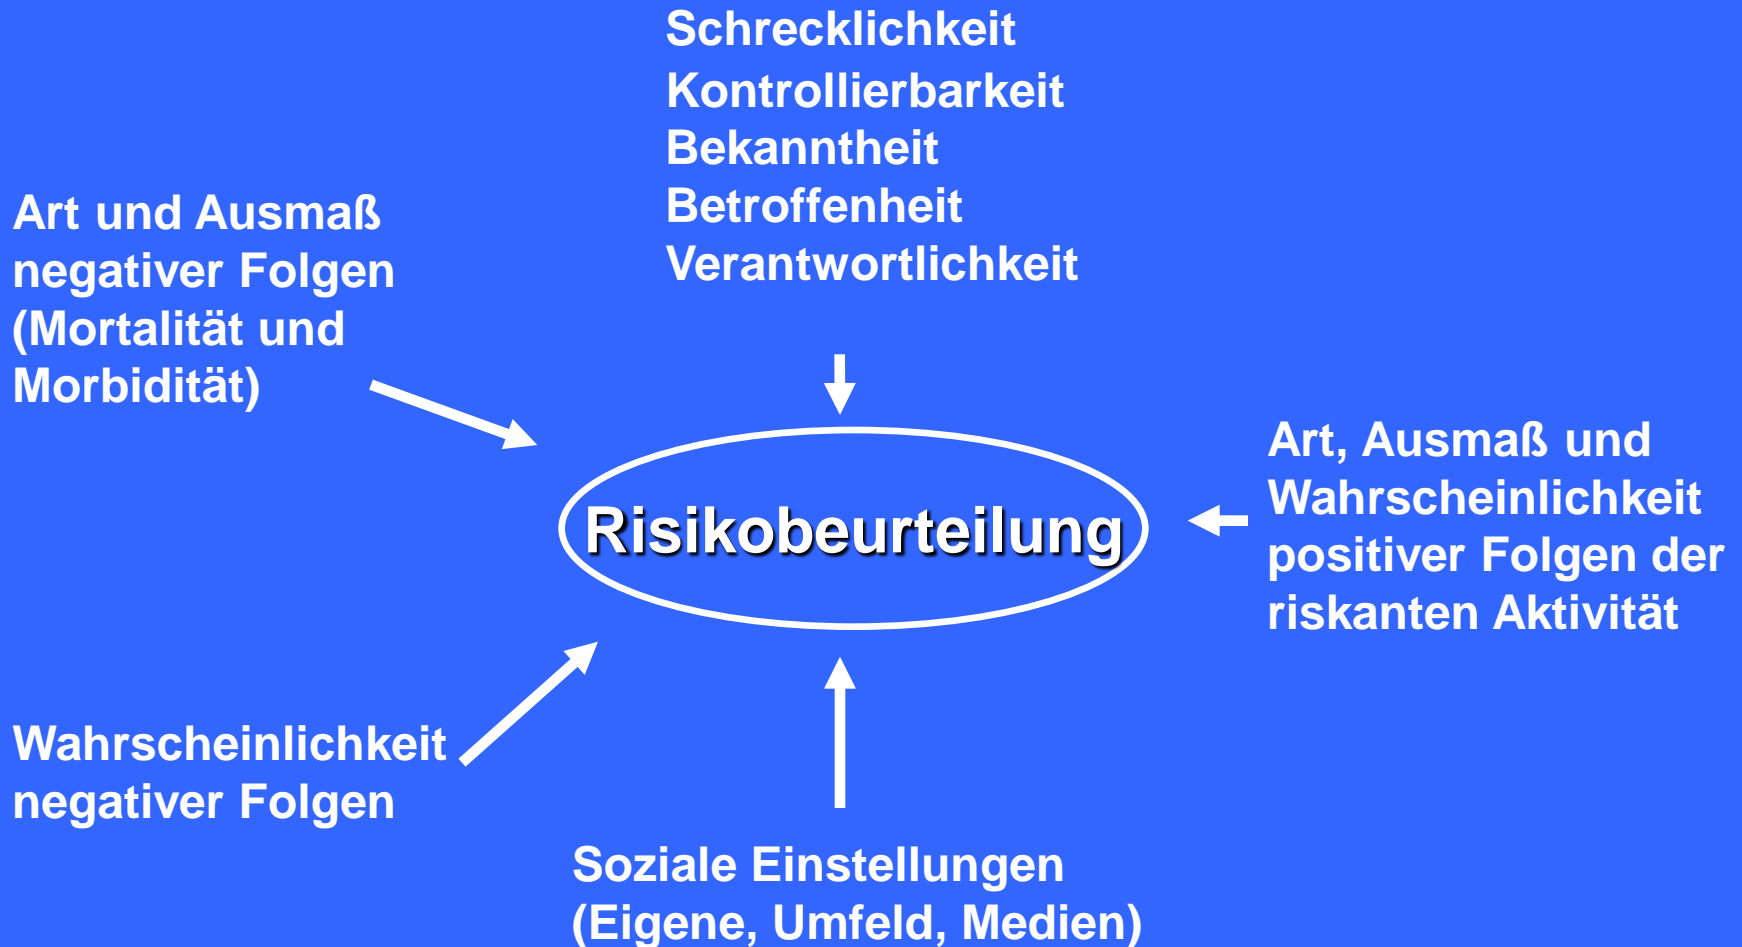 Schrecklichkeit
Kontrollierbarkeit
Bekanntheit
Betroffenheit
Verantwortlichkeit
Art und Ausmaß
negativer Folgen
(Mortalität und
Morbidität)
Art, Ausmaß und
Wahrscheinlichkeit
positiver Folgen der
riskanten Aktivität
Risikobeurteilung
Wahrscheinlichkeit
negativer Folgen
Soziale Einstellungen
(Eigene, Umfeld, Medien)